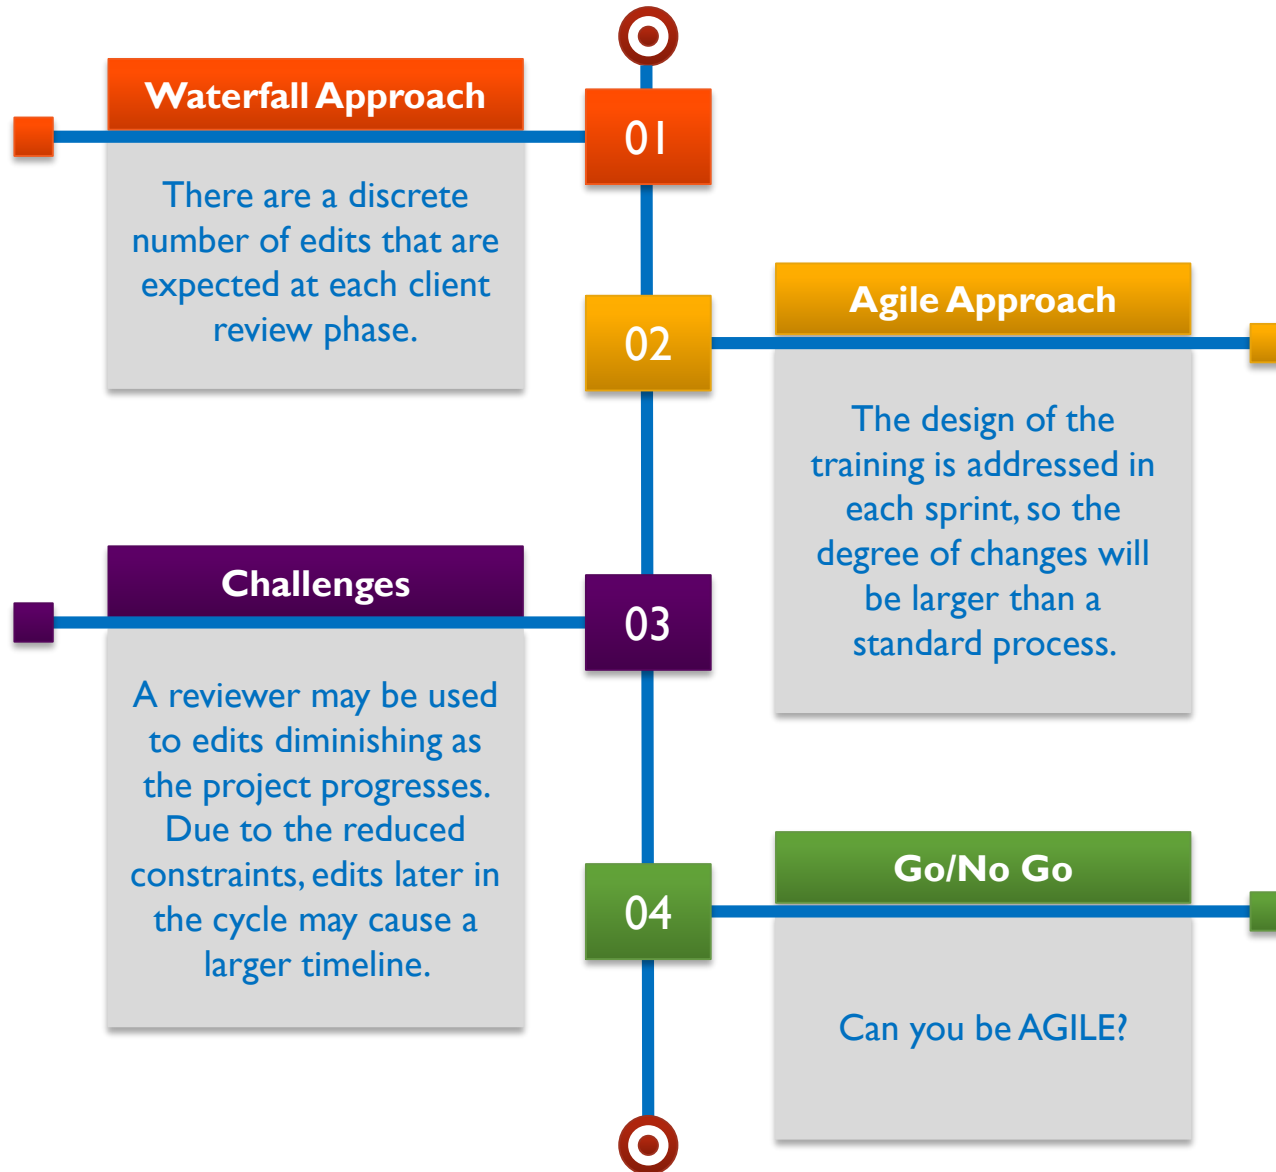 Waterfall Approach
01
There are a discrete
number of edits that are
expected at each client
review phase.
02
Agile Approach
The design of the
training is addressed in
each sprint, so the
degree of changes will
be larger than a
standard process.
Challenges
03
A reviewer may be used
to edits diminishing as
the project progresses.
Due to the reduced
constraints, edits later in
the cycle may cause a
larger timeline.
04
Go/No Go
Can you be AGILE?